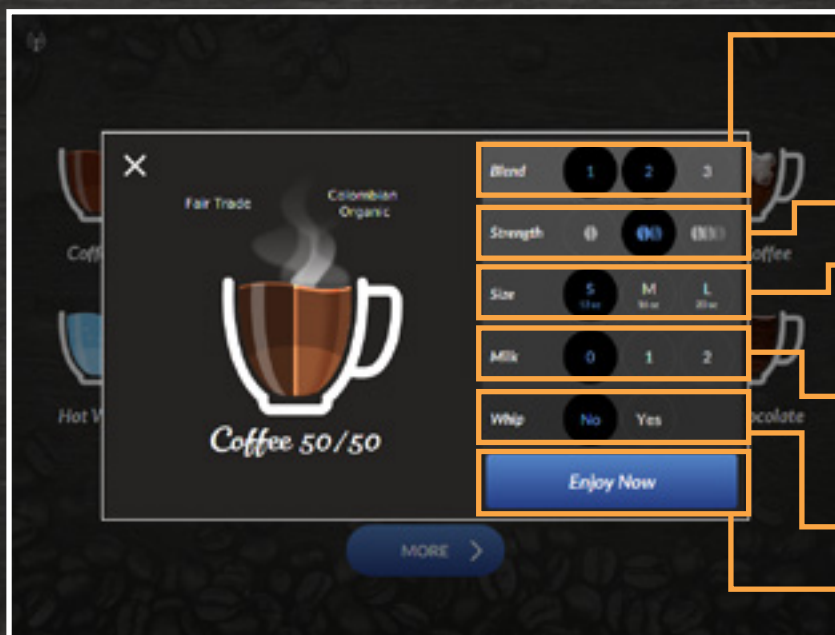 Fair Trade
Colombian
Organic
Coffee 50/50
Blend 1 2 3
Strength
Size S M L
Milk 0 1 2
Whip No Yes
Enjoy Now
Coff
offee
Hot W
ocolate
MORE